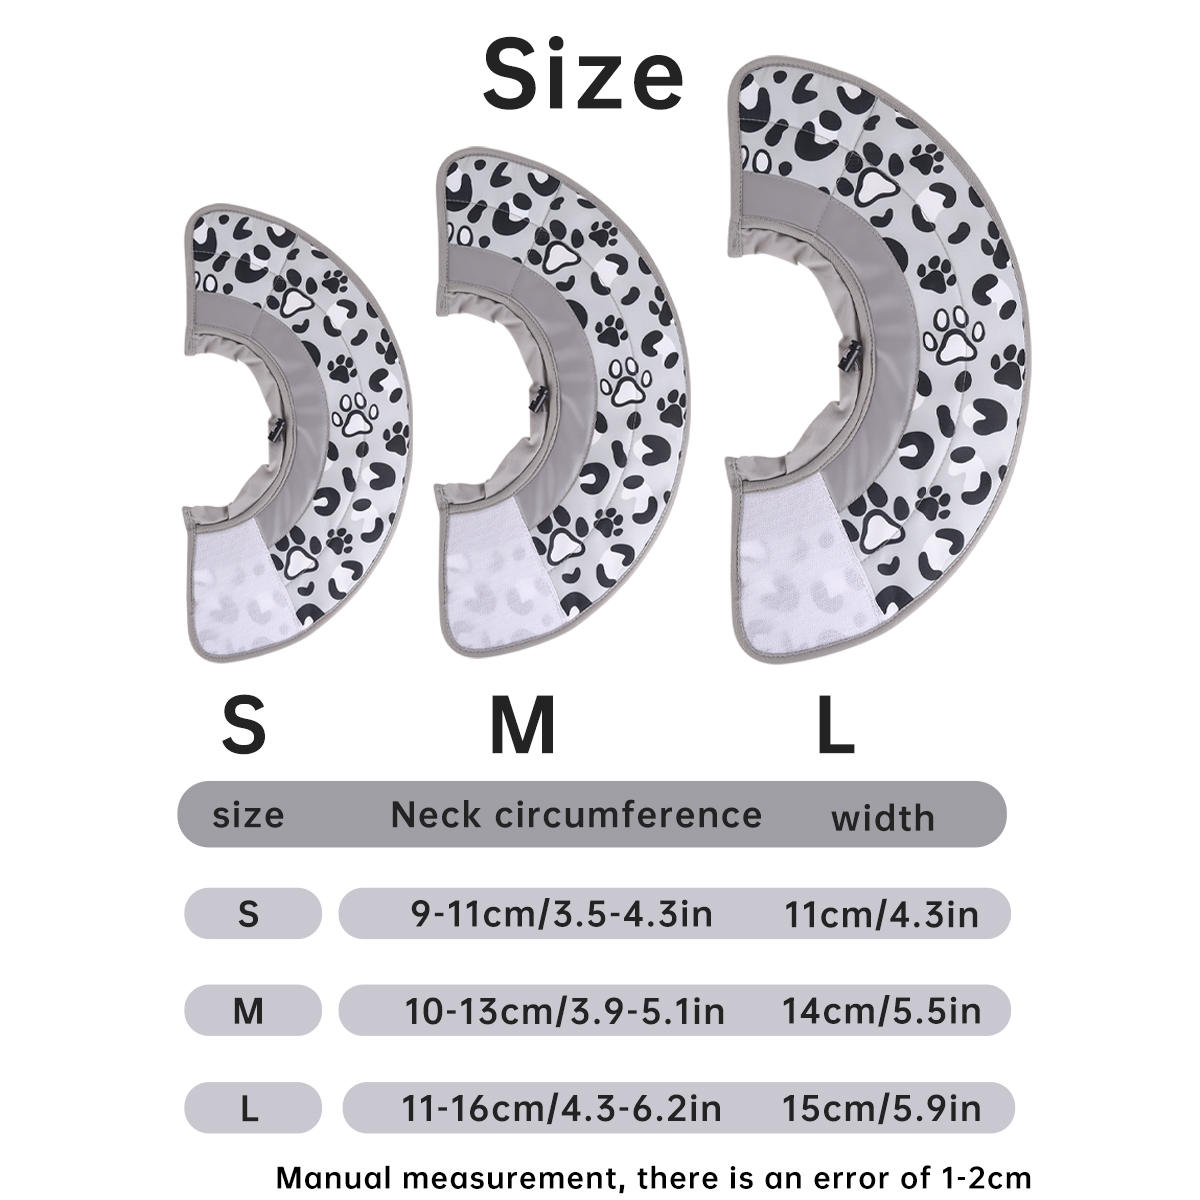 Size
S M L
size Neck circumference width
S 9-11cm/3.5-4.3in 11cm/4.3in
M 10-13cm/3.9-5.1in 14cm/5.5in
L 11-16cm/4.3-6.2in 15cm/5.9in
Manual measurement, there is an error of 1-2cm